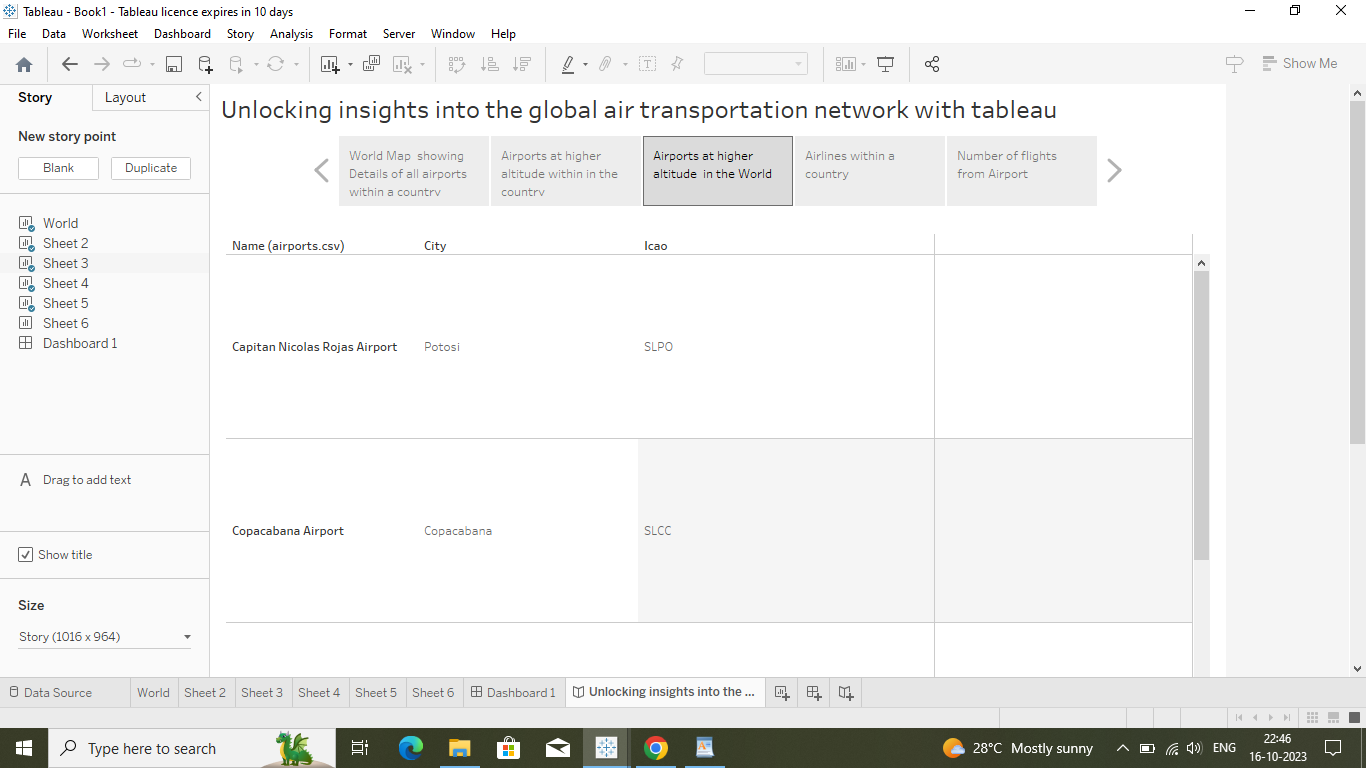 Tableau - Book1 - Tableau licence expires in 10 days
File Data Worksheet Dashboard Story Analysis Format Server Window Help
Show Me
Story Layout
New story point
Blank Duplicate
World
Sheet 2
Sheet 3
Sheet 4
Sheet 5
Sheet 6
Dashboard 1
A Drag to add text
Show title
Size
Story (1016 x 964)
Unlocking insights into the global air transportation network with tableau
World Map showing
Details of all airports
within a country
Airports at higher
altitude within in the
country
Airports at higher
altitude in the World
Airlines within a
country
Number of flights
from Airport
Name (airports.csv) City Icao
Capitan Nicolas Rojas Airport Potosi SLPO
Copacabana Airport Copacabana SLCC
Data Source World Sheet 2 Sheet 3 Sheet 4 Sheet 5 Sheet 6 Dashboard 1 Unlocking insights into the ...
Type here to search
28°C Mostly sunny
ENG
22:46
16-10-2023